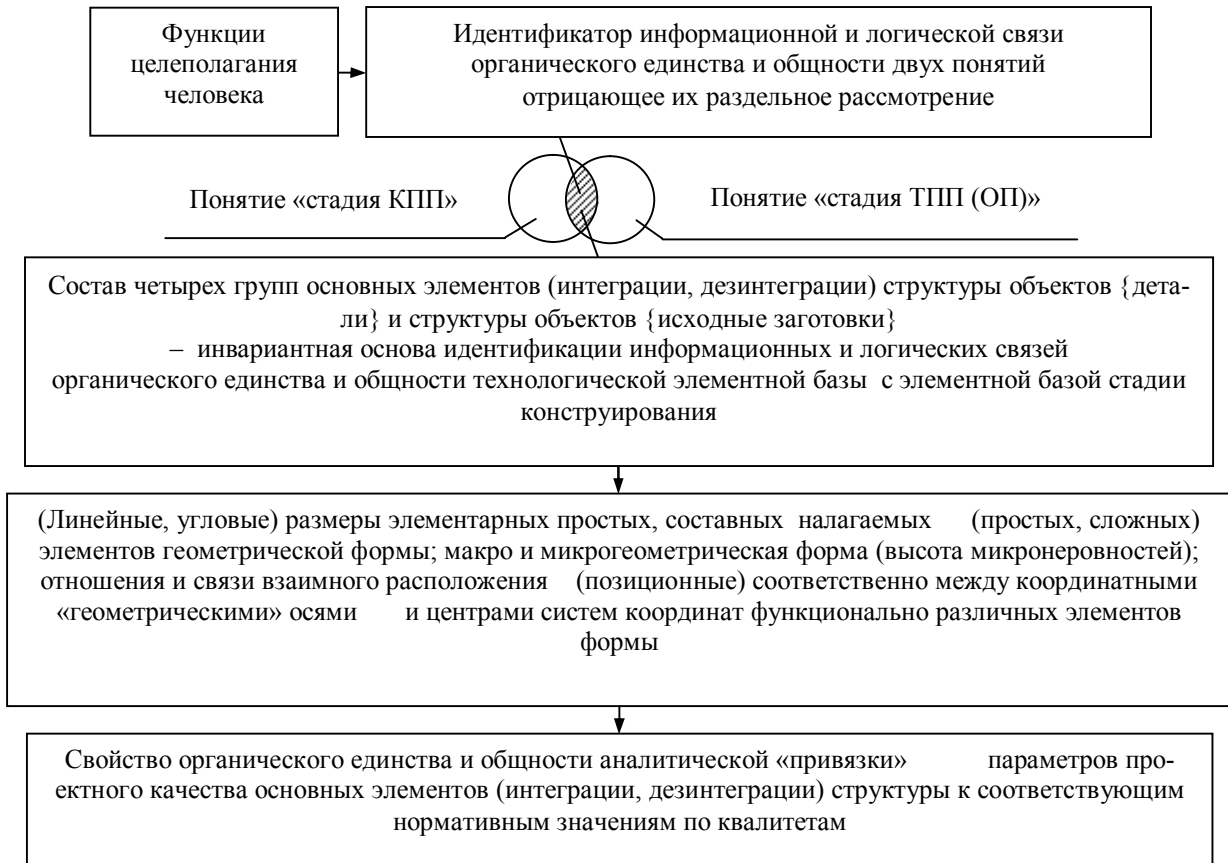 Функции
целеполагания
человека
Идентификатор информационной и логической связи
органического единства и общности двух понятий
отрицающее их раздельное рассмотрение
Понятие «стадия КПП»
Понятие «стадия ТПП (ОП)»
Состав четырех групп основных элементов (интеграции, дезинтеграции) структуры объектов {дета-
ли} и структуры объектов {исходные заготовки}
– инвариантная основа идентификации информационных и логических связей
органического единства и общности технологической элементной базы с элементной базой стадии
конструирования
(Линейные, угловые) размеры элементарных простых, составных налагаемых (простых, сложных)
элементов геометрической формы; макро и микрогеометрическая форма (высота микронеровностей);
отношения и связи взаимного расположения (позиционные) соответственно между координатными
«геометрическими» осями и центрами систем координат функционально различных элементов
формы
Свойство органического единства и общности аналитической «привязки» параметров про-
ектного качества основных элементов (интеграции, дезинтеграции) структуры к соответствующим
нормативным значениям по квалитетам